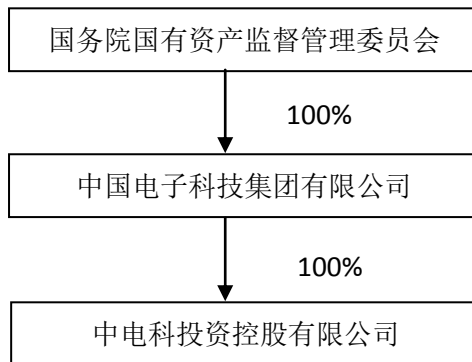 国务院国有资产监督管理委员会
100%
中国电子科技集团有限公司
100%
中电科投资控股有限公司